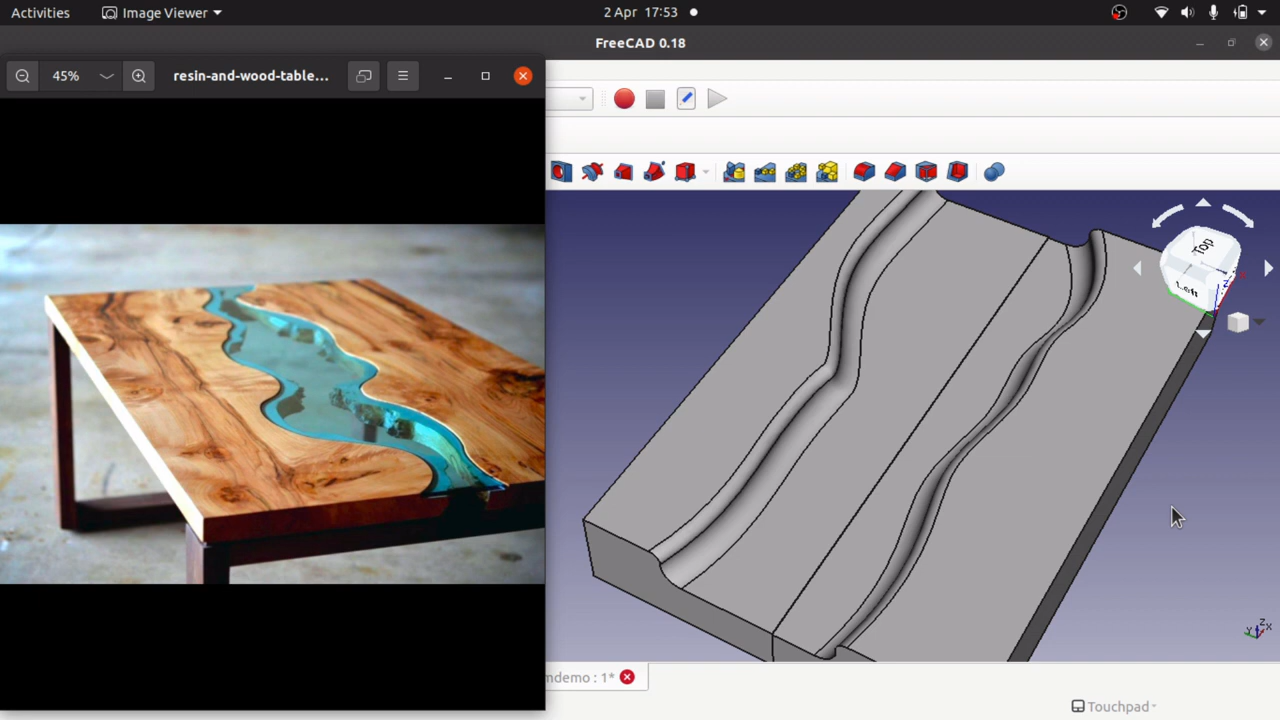 Activities
Image Viewer
2 Apr 17:53
FreeCAD 0.18
45%
resin-and-wood-table...
Top
Left
Z
X
Y
Z
X
mdemo : 1*
Touchpad